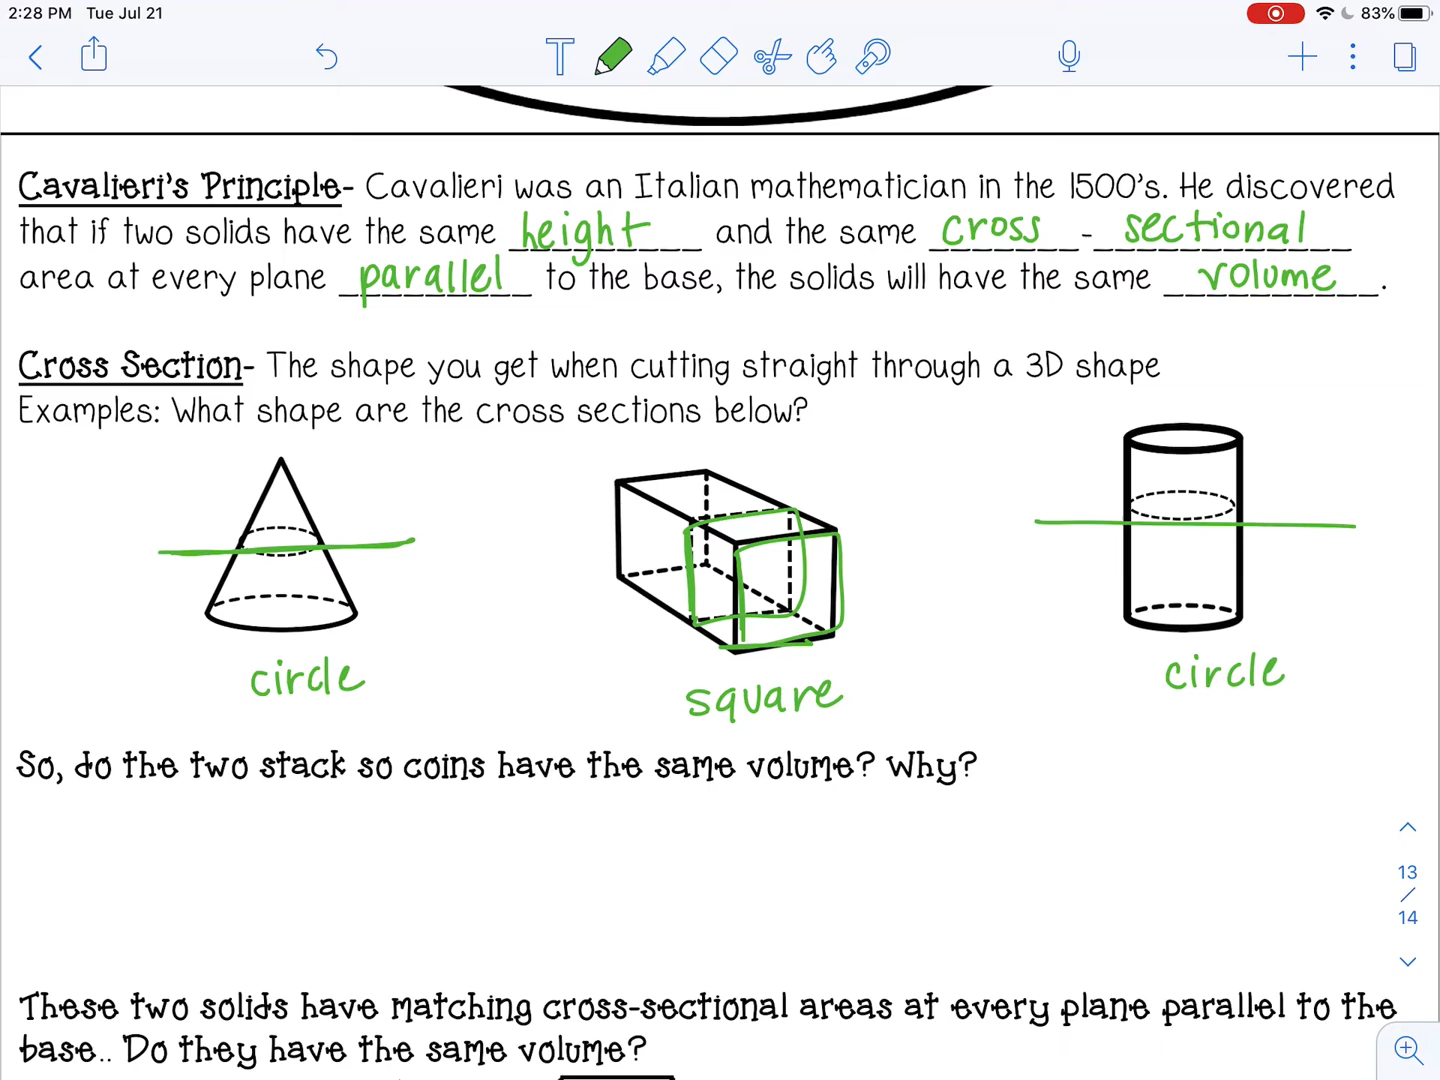 2:28 PM Tue Jul 21
83%
Cavalieri's Principle- Cavalieri was an Italian mathematician in the 1500's. He discovered
that if two solids have the same height and the same cross - sectional
area at every plane parallel to the base, the solids will have the same volume.
Cross Section- The shape you get when cutting straight through a 3D shape
Examples: What shape are the cross sections below?
circle
square
circle
So, do the two stack so coins have the same volume? Why?
13
/
14
These two solids have matching cross-sectional areas at every plane parallel to the
base.. Do they have the same volume?